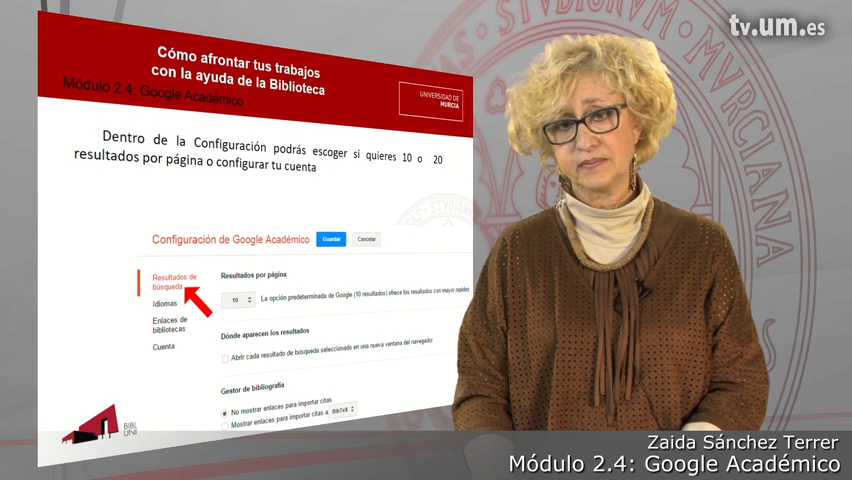 tv.um.es
Cómo afrontar tus trabajos
con la ayuda de la Biblioteca
Módulo 2.4: Google Académico
UNIVERSIDAD DE
MURCIA
Dentro de la Configuración podrás escoger si quieres 10 o 20
resultados por página o configurar tu cuenta
Configuración de Google Académico
Guardar
Cancelar
Resultados de
búsqueda
Idiomas
Enlaces de
bibliotecas
Cuenta
Resultados por página
10
La opción predeterminada de Google (10 resultados) ofrece los resultados con mayor rapidez
Dónde aparecen los resultados
Abrir cada resultado de búsqueda seleccionado en una nueva ventana del navegador
Gestor de bibliografía
No mostrar enlaces para importar citas
Mostrar enlaces para importar citas a
BibTeX
BIBL
UNI
MVRCIANA
Zaida Sánchez Terrer
Módulo 2.4: Google Académico